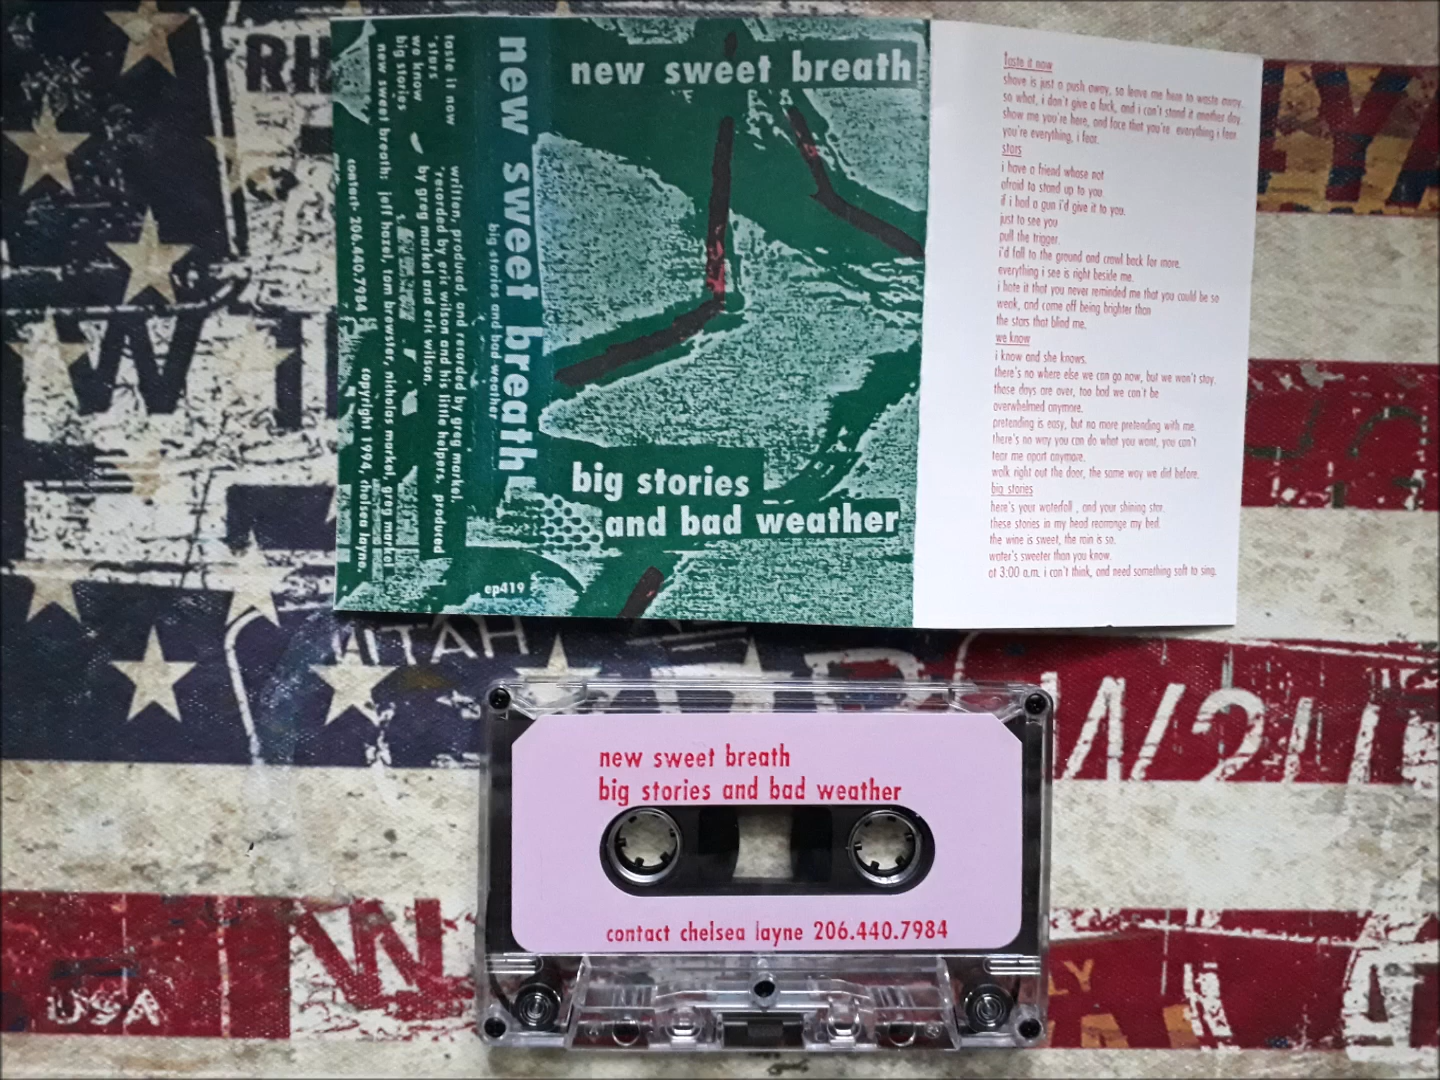 taste it now
"stars
we know
big stories
written, produced, and recorded by greg markel.
"recorded by eric wilson and his little helpers, produced
by greg markel and eric wilson.
new sweet breath: jeff hazel, tom brewster, nicholas markel, greg markel
contact- 206.440.7984
copyright 1994, chelsea layne.
new sweet breath
big stories and bad weather
new sweet breath
big stories
and bad weather
ep419
taste it now
shove is just a push away, so leave me here to waste away.
so what, i don't give a fuck, and i can't stand it another day.
show me you're here, and face that you're everything i fear.
you're everything, i fear.
stars
i have a friend whose not
afraid to stand up to you.
if i had a gun i'd give it to you.
just to see you
pull the trigger.
i'd fall to the ground and crawl back for more.
everything i see is right beside me.
i hate it that you never reminded me that you could be so
weak, and come off being brighter than
the stars that blind me.
we know
i know and she knows.
there's no where else we can go now, but we won't stay.
those days are over, too bad we can't be
overwhelmed anymore.
pretending is easy, but no more pretending with me.
there's no way you can do what you want, you can't
tear me apart anymore.
walk right out the door, the same way we did before.
big stories
here's your waterfall , and your shining star.
these stories in my head rearrange my bed.
the wine is sweet, the rain is so.
water's sweeter than you know.
at 3:00 a.m. i can't think, and need something soft to sing.
UTAH
new sweet breath
big stories and bad weather
contact chelsea layne 206.440.7984
USA